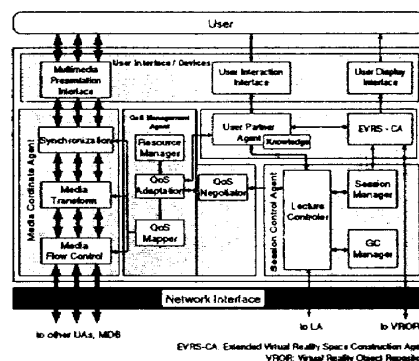 User
User Interface / Devices
Multimedia
Presentation
Interface
User Interaction
Interface
User Display
Interface
Media Coordinate Agent
Synchronization
Media
Transform
Media
Flow Control
QoS Management
Agent
Resource
Manager
QoS
Adaptation
QoS
Mapper
QoS
Negotiator
User Partner
Agent
Knowledge
EVRS - CA
Session Control Agent
Lecture
Controler
Session
Manager
GC
Manager
Network Interface
to other UAs, MDB
to LA
to VROR
EVRS-CA: Extended Virtual Reality Space Construction
VROR: Virtual Reality Object